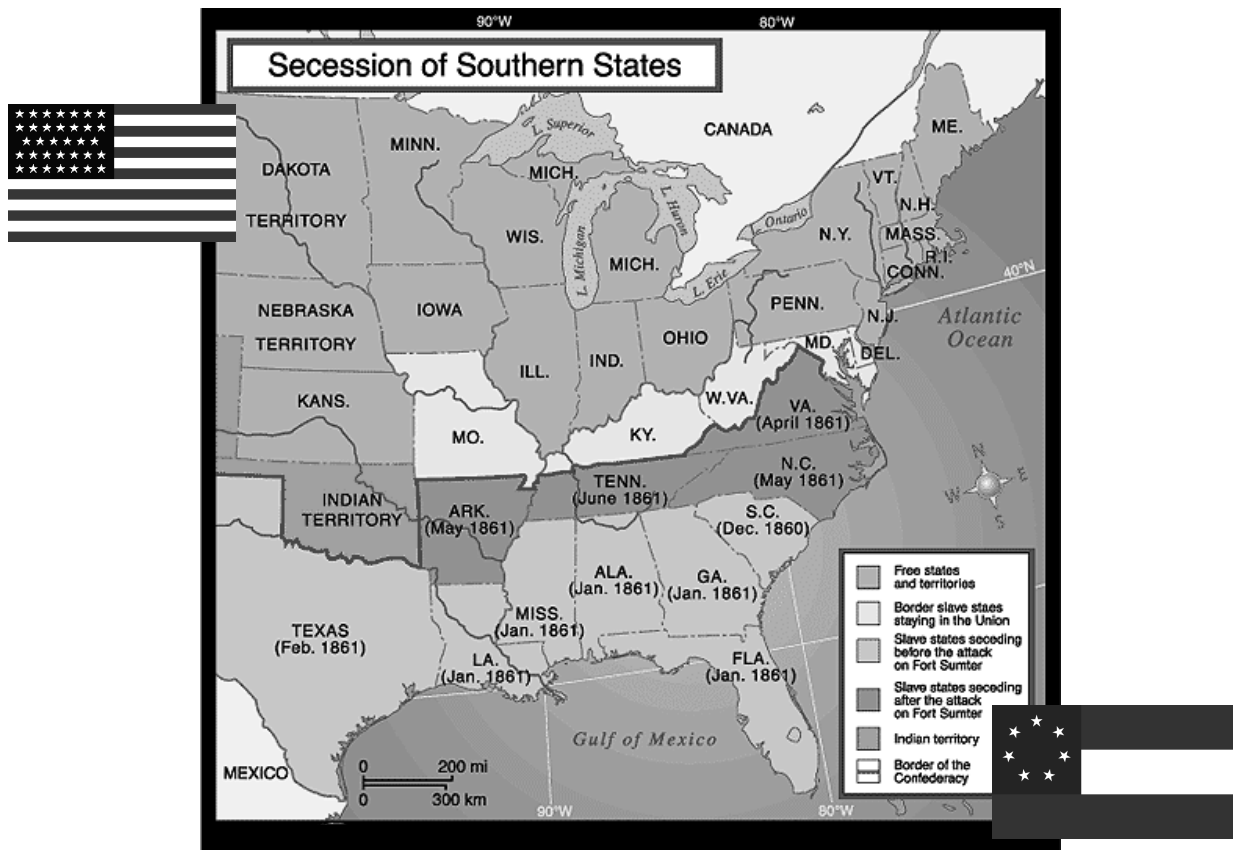 90°W
80°W
Secession of Southern States
CANADA
L. Superior
MINN.
ME.
DAKOTA
TERRITORY
MICH.
VT.
N.H.
L. Huron
Ontario
WIS.
L. Michigan
MICH.
N.Y.
MASS.
R.I.
CONN.
L. Erie
40°N
NEBRASKA
TERRITORY
IOWA
PENN.
N.J.
Atlantic
Ocean
OHIO
MD.
DEL.
ILL.
IND.
KANS.
W.VA.
VA.
(April 1861)
MO.
KY.
N.C.
(May 1861)
TENN.
(June 1861)
N
E
W
S
INDIAN
TERRITORY
ARK.
(May 1861)
S.C.
(Dec. 1860)
ALA.
(Jan. 1861)
GA.
(Jan. 1861)
MISS.
(Jan. 1861)
TEXAS
(Feb. 1861)
LA.
(Jan. 1861)
FLA.
(Jan. 1861)
Gulf of Mexico
MEXICO
0 200 mi
0 300 km
90°W
80°W
Free states
and territories
Border slave staes
staying in the Union
Slave states seceding
before the attack
on Fort Sumter
Slave states seceding
after the attack
on Fort Sumter
Indian territory
Border of the
Confederacy